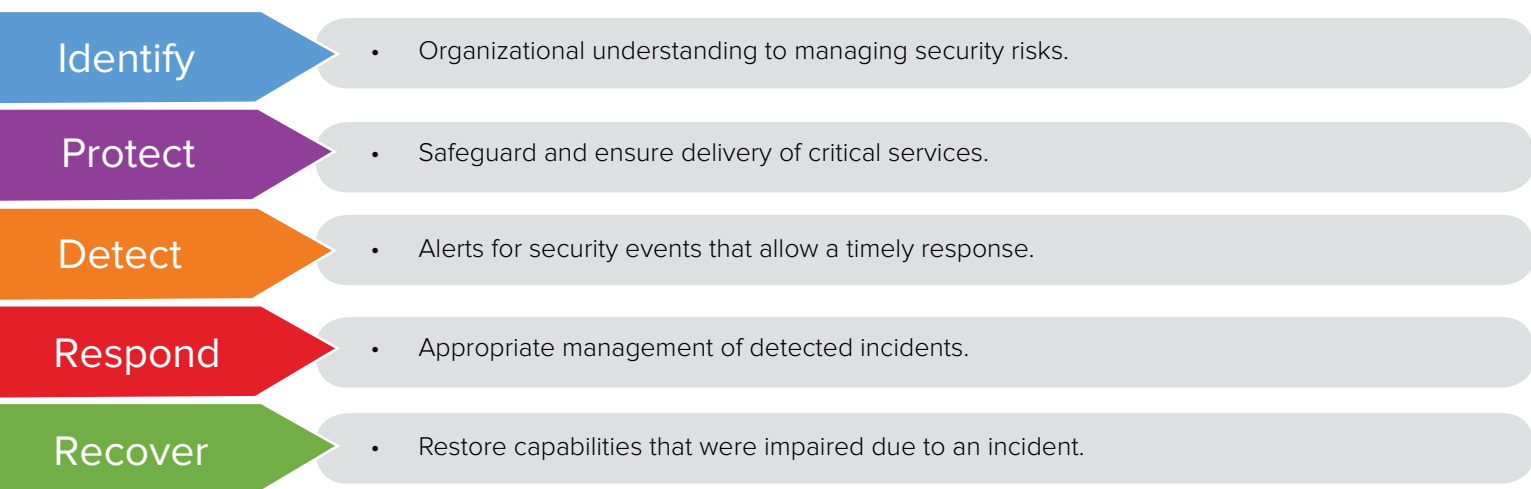 Identify
• Organizational understanding to managing security risks.
Protect
• Safeguard and ensure delivery of critical services.
Detect
• Alerts for security events that allow a timely response.
Respond
• Appropriate management of detected incidents.
Recover
• Restore capabilities that were impaired due to an incident.